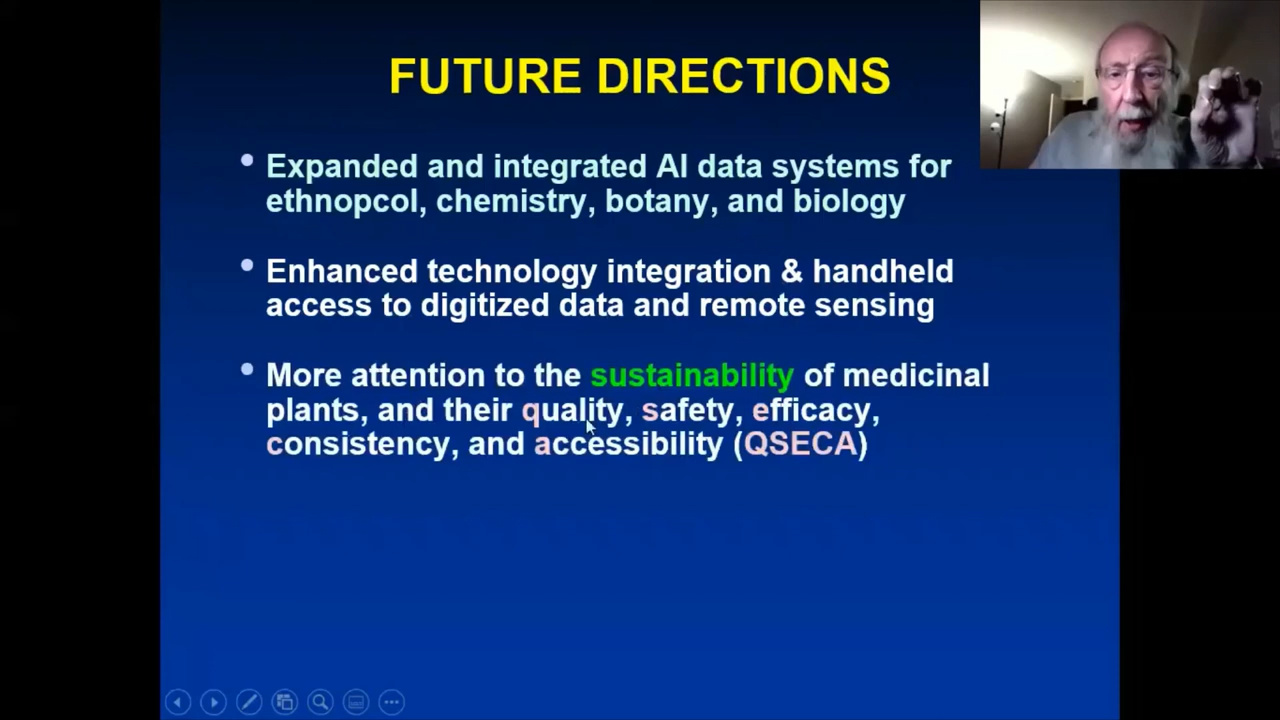 FUTURE DIRECTIONS
• Expanded and integrated AI data systems for
ethnopcol, chemistry, botany, and biology
• Enhanced technology integration & handheld
access to digitized data and remote sensing
• More attention to the sustainability of medicinal
plants, and their quality, safety, efficacy,
consistency, and accessibility (QSECA)